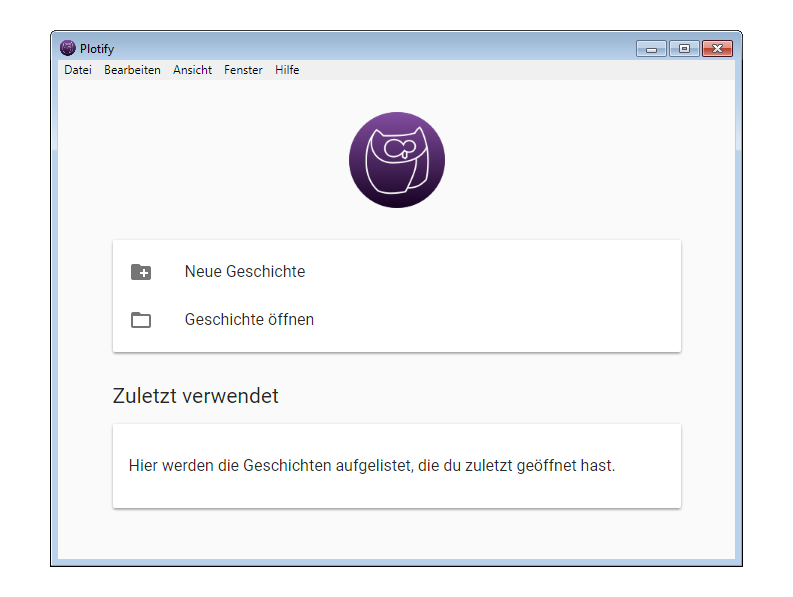 Plotify
Datei Bearbeiten Ansicht Fenster Hilfe
Neue Geschichte
Geschichte öffnen
Zuletzt verwendet
Hier werden die Geschichten aufgelistet, die du zuletzt geöffnet hast.